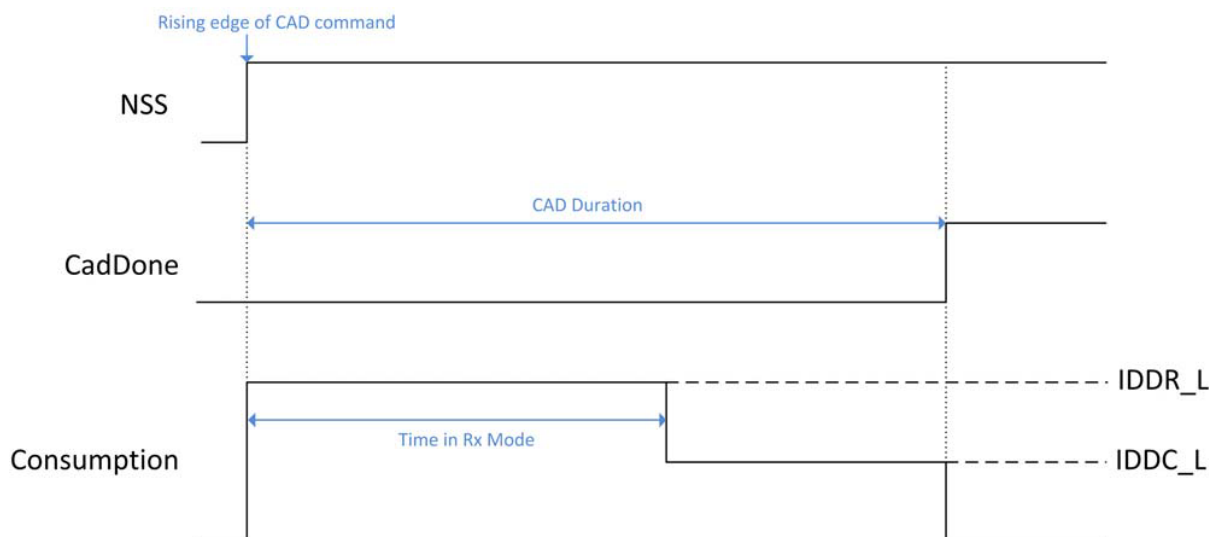 Rising edge of CAD command
NSS
CAD Duration
CadDone
IDDR_L
Time in Rx Mode
Consumption
IDDC_L